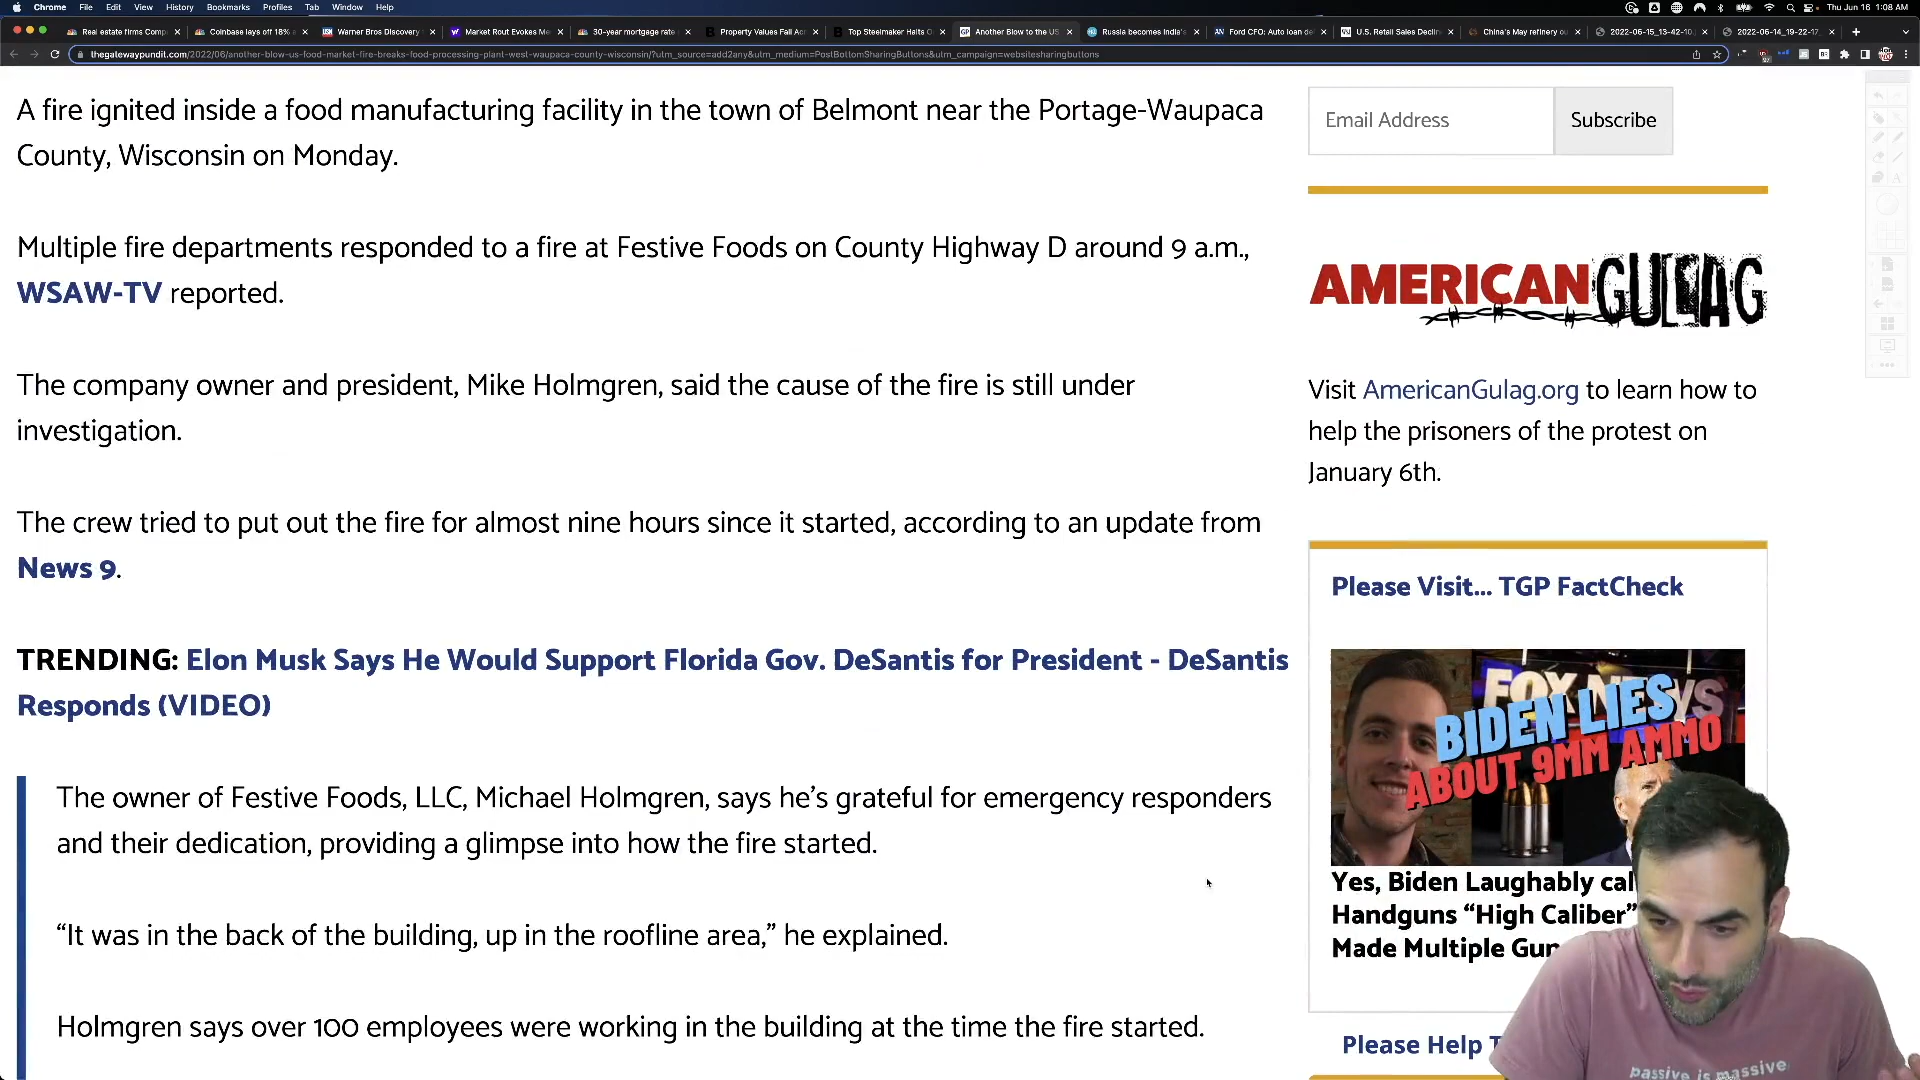 Chrome File Edit View History Bookmarks Profiles Tab Window Help
Thu Jun 16 1:08 AM
Real estate firms Comp
Coinbase lays off 18%
Warner Bros Discovery
Market Rout Evokes Me
30-year mortgage rate
Property Values Fall Acr
Top Steelmaker Halts O
Another Blow to the US
Russia becomes India's
Ford CFO: Auto loan de
U.S. Retail Sales Declin
China's May refinery ou
2022-06-15_13-42-10.
2022-06-14_19-22-17.
thegatewaypundit.com/2022/06/another-blow-us-food-market-fire-breaks-food-processing-plant-west-waupaca-county-wisconsin/?utm_source=add2any&utm_medium=PostBottomSharingButtons&utm_campaign=websitesharingbuttons
A fire ignited inside a food manufacturing facility in the town of Belmont near the Portage-Waupaca
County, Wisconsin on Monday.
Multiple fire departments responded to a fire at Festive Foods on County Highway D around 9 a.m.,
WSAW-TV reported.
The company owner and president, Mike Holmgren, said the cause of the fire is still under
investigation.
The crew tried to put out the fire for almost nine hours since it started, according to an update from
News 9.
TRENDING: Elon Musk Says He Would Support Florida Gov. DeSantis for President - DeSantis
Responds (VIDEO)
The owner of Festive Foods, LLC, Michael Holmgren, says he's grateful for emergency responders
and their dedication, providing a glimpse into how the fire started.
“It was in the back of the building, up in the roofline area,” he explained.
Holmgren says over 100 employees were working in the building at the time the fire started.
Email Address
Subscribe
AMERICAN GULAG
Visit AmericanGulag.org to learn how to
help the prisoners of the protest on
January 6th.
Please Visit... TGP FactCheck
FOX NEWS
BIDEN LIES
ABOUT 9MM AMMO
Yes, Biden Laughably cal
Handguns “High Caliber”
Made Multiple Gun
Please Help T
passive is massive